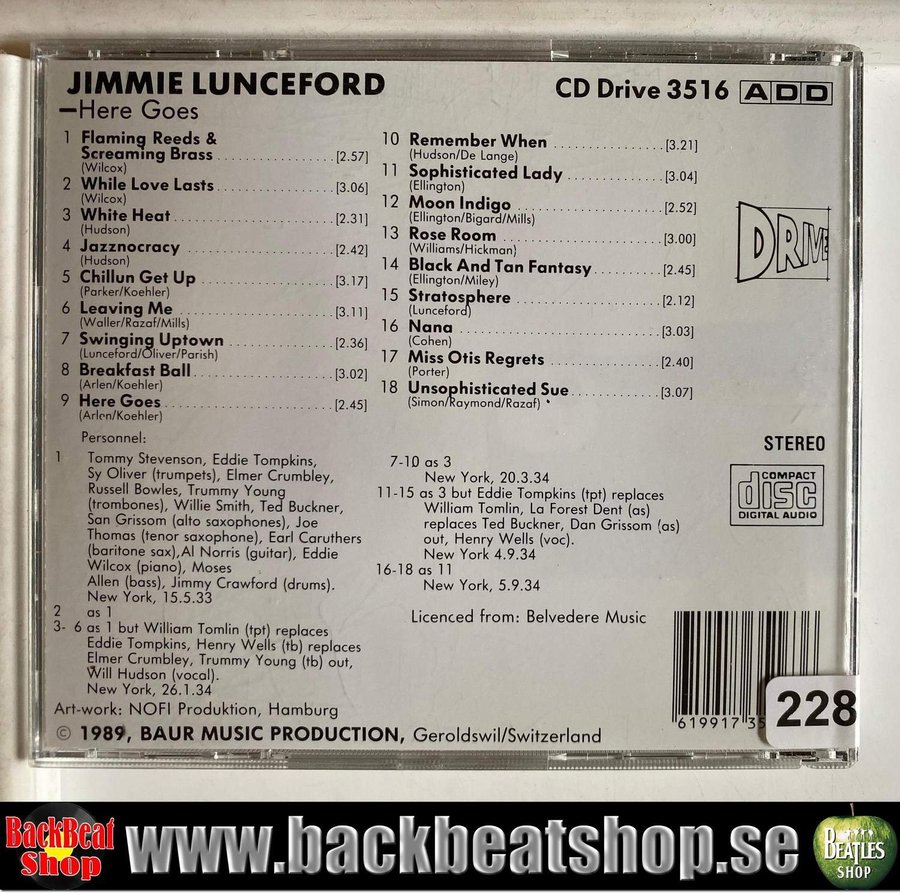 JIMMIE LUNCEFORD
—Here Goes
CD Drive 3516 ADD
1 Flaming Reeds &
Screaming Brass [2.57]
(Wilcox)
2 While Love Lasts [3.06]
(Wilcox)
3 White Heat [2.31]
(Hudson)
4 Jazznocracy [2.42]
(Hudson)
5 Chillun Get Up [3.17]
(Parker/Koehler)
6 Leaving Me [3.11]
(Waller/Razaf/Mills)
7 Swinging Uptown [2.36]
(Lunceford/Oliver/Parish)
8 Breakfast Ball [3.02]
(Arlen/Koehler)
9 Here Goes [2.45]
(Arlen/Koehler)
10 Remember When [3.21]
(Hudson/De Lange)
11 Sophisticated Lady [3.04]
(Ellington)
12 Moon Indigo [2.52]
(Ellington/Bigard/Mills)
13 Rose Room [3.00]
(Williams/Hickman)
14 Black And Tan Fantasy [2.45]
(Ellington/Miley)
15 Stratosphere [2.12]
(Lunceford)
16 Nana [3.03]
(Cohen)
17 Miss Otis Regrets [2.40]
(Porter)
18 Unsophisticated Sue [3.07]
(Simon/Raymond/Razaf)
DRIVE
Personnel:
1 Tommy Stevenson, Eddie Tompkins,
Sy Oliver (trumpets), Elmer Crumbley,
Russell Bowles, Trummy Young
(trombones), Willie Smith, Ted Buckner,
San Grissom (alto saxophones), Joe
Thomas (tenor saxophone), Earl Caruthers
(baritone sax),Al Norris (guitar), Eddie
Wilcox (piano), Moses
Allen (bass), Jimmy Crawford (drums).
New York, 15.5.33
2 as 1
3- 6 as 1 but William Tomlin (tpt) replaces
Eddie Tompkins, Henry Wells (tb) replaces
Elmer Crumbley, Trummy Young (tb) out,
Will Hudson (vocal).
New York, 26.1.34
7-10 as 3
New York, 20.3.34
11-15 as 3 but Eddie Tompkins (tpt) replaces
William Tomlin, La Forest Dent (as)
replaces Ted Buckner, Dan Grissom (as)
out, Henry Wells (voc).
New York 4.9.34
16-18 as 11
New York, 5.9.34
Licenced from: Belvedere Music
STEREO
COMPACT
disc
DIGITAL AUDIO
Art-work: NOFI Produktion, Hamburg
© 1989, BAUR MUSIC PRODUCTION, Geroldswil/Switzerland
619917 35
228
BackBeat
Shop
www.backbeatshop.se
BEATLES
SHOP